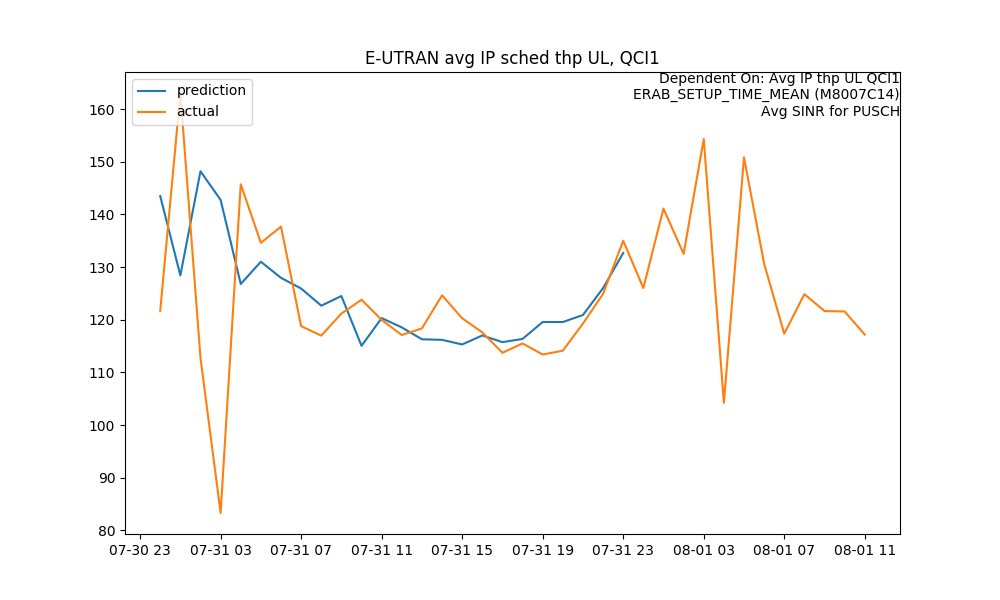 E-UTRAN avg IP sched thp UL, QCI1
prediction
actual
Dependent On: Avg IP thp UL QCI1
ERAB_SETUP_TIME_MEAN (M8007C14)
Avg SINR for PUSCH
160
150
140
130
120
110
100
90
80
07-30 23 07-31 03 07-31 07 07-31 11 07-31 15 07-31 19 07-31 23 08-01 03 08-01 07 08-01 11